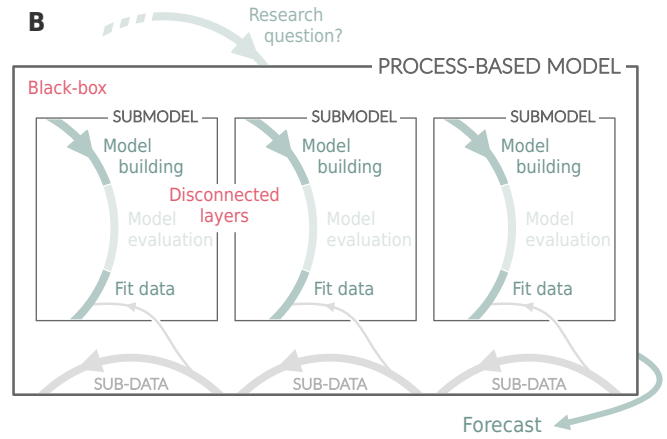 B
Research
question?
PROCESS-BASED MODEL
Black-box
SUBMODEL
SUBMODEL
SUBMODEL
Model
building
Model
building
Model
building
Disconnected
layers
Model
evaluation
Model
evaluation
Model
evaluation
Fit data
Fit data
Fit data
SUB-DATA
SUB-DATA
SUB-DATA
Forecast